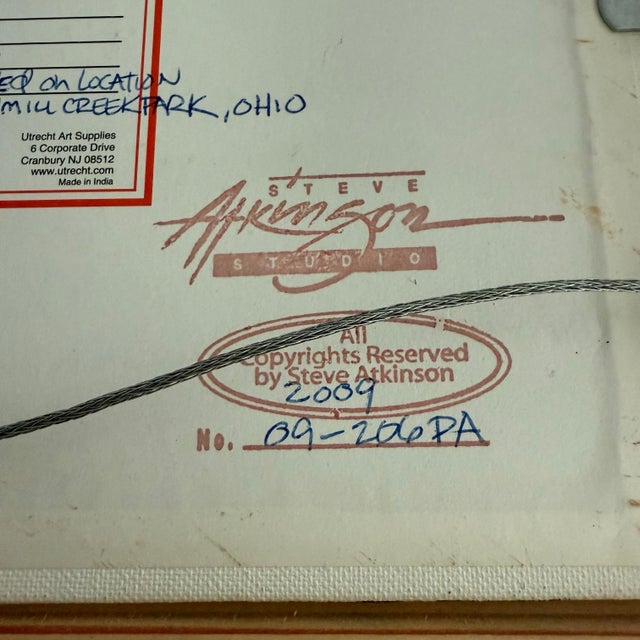 ON LOCATION
MILL CREEK PARK, OHIO
Utrecht Art Supplies
6 Corporate Drive
Cranbury NJ 08512
www.utrecht.com
Made in India
STEVE
Atkinson
STUDIO
All
Copyrights Reserved
by Steve Atkinson
2009
No. 09-206PA